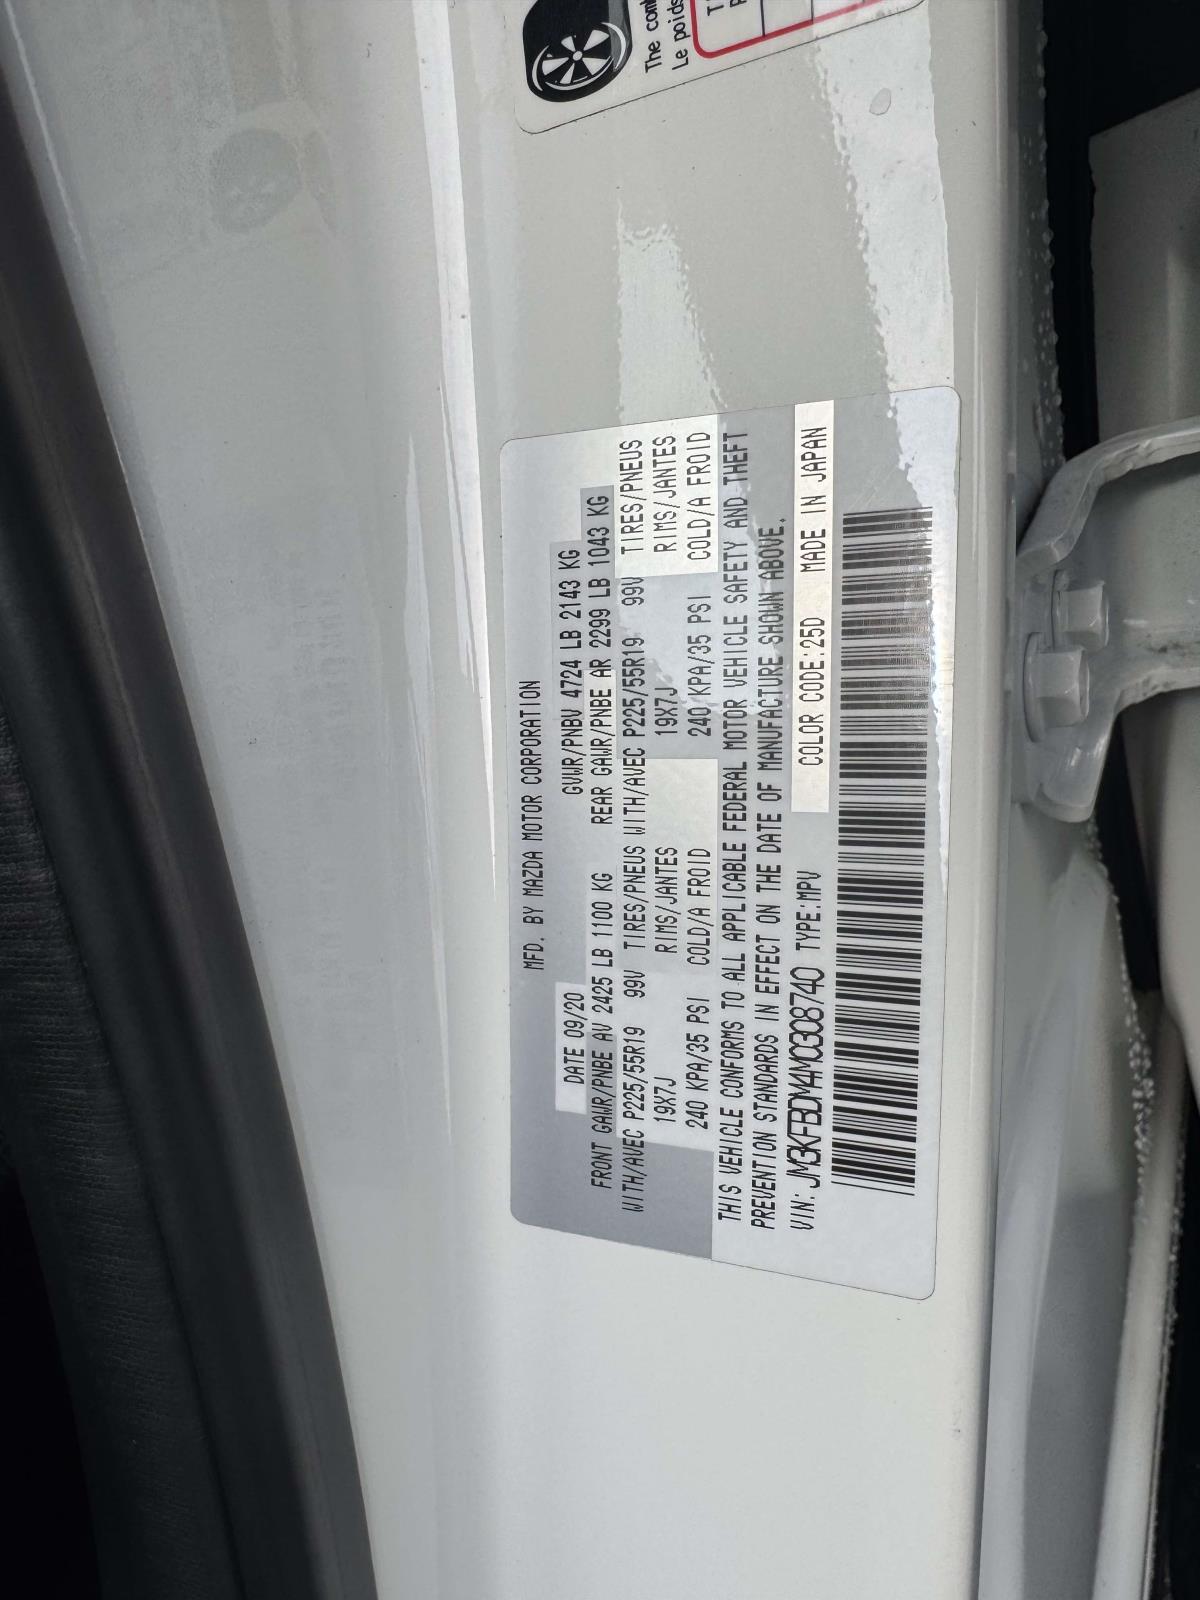 The com
Le poids
MFD. BY MAZDA MOTOR CORPORATION
DATE 09/20 GVWR/PNBV 4724 LB 2143 KG
FRONT GAWR/PNBE AV 2425 LB 1100 KG REAR GAWR/PNBE AR 2299 LB 1043 KG
WITH/AVEC P225/55R19 99V TIRES/PNEUS WITH/AVEC P225/55R19 99V TIRES/PNEUS
19X7J RIMS/JANTES 19X7J RIMS/JANTES
240 KPA/35 PSI COLD/A FROID 240 KPA/35 PSI COLD/A FROID
THIS VEHICLE CONFORMS TO ALL APPLICABLE FEDERAL MOTOR VEHICLE SAFETY AND THEFT
PREVENTION STANDARDS IN EFFECT ON THE DATE OF MANUFACTURE SHOWN ABOVE.
VIN: JM3KFBDM4M0308740 TYPE:MPV COLOR CODE:25D MADE IN JAPAN